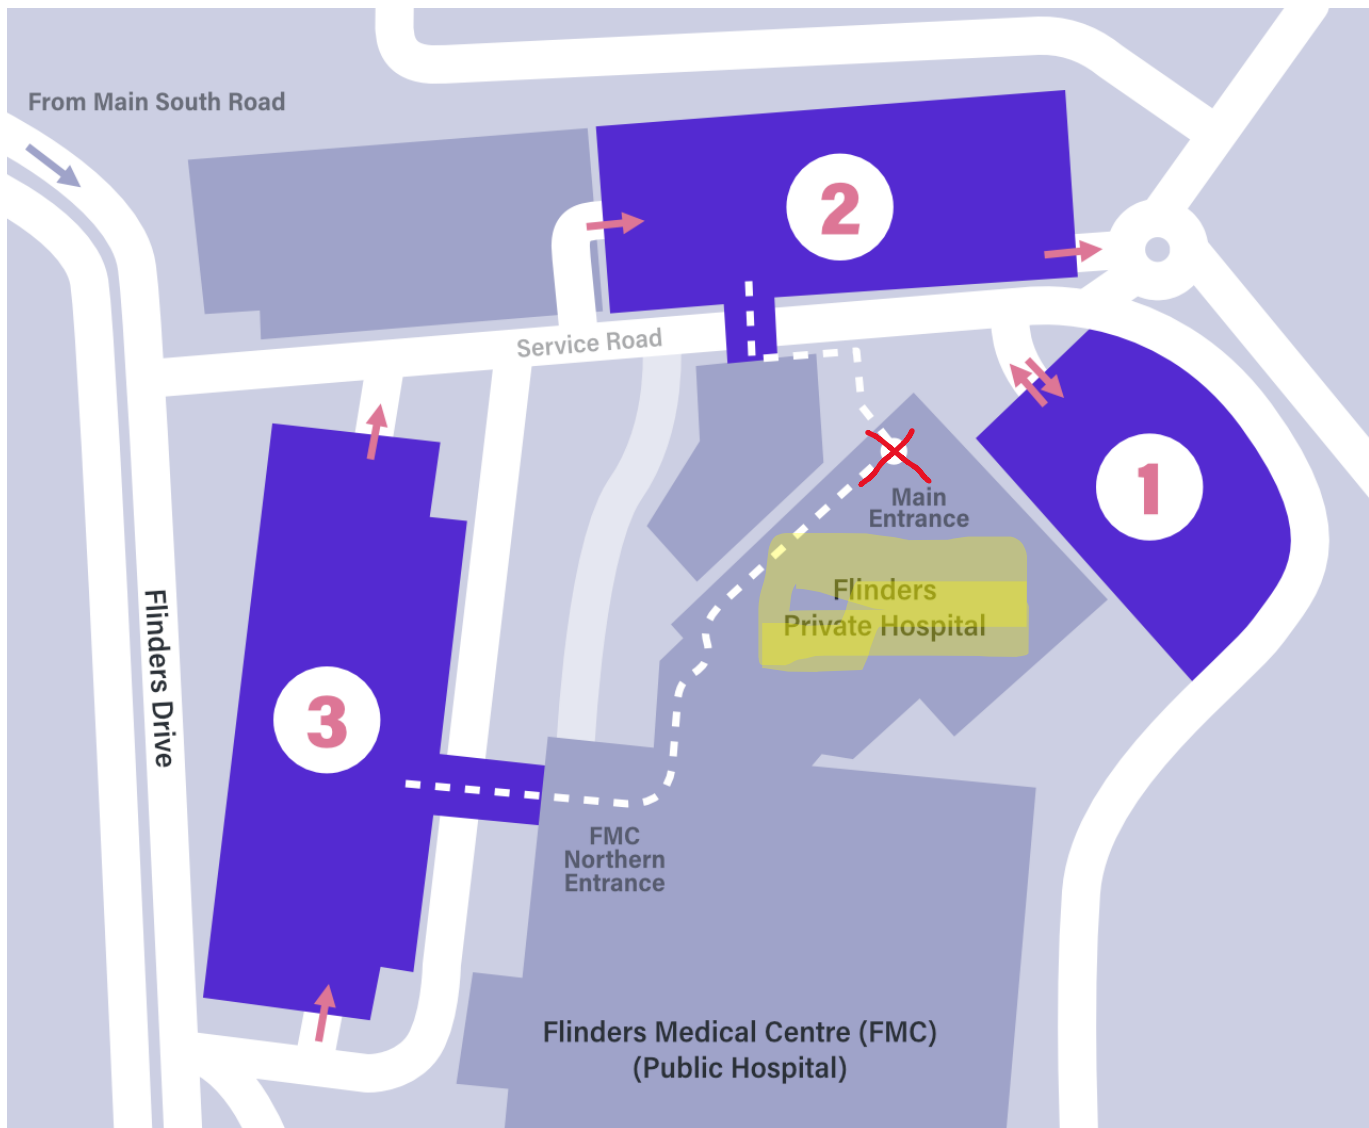 From Main South Road
2
Service Road
1
Main
Entrance
Flinders
Private Hospital
Flinders Drive
3
FMC
Northern
Entrance
Flinders Medical Centre (FMC)
(Public Hospital)